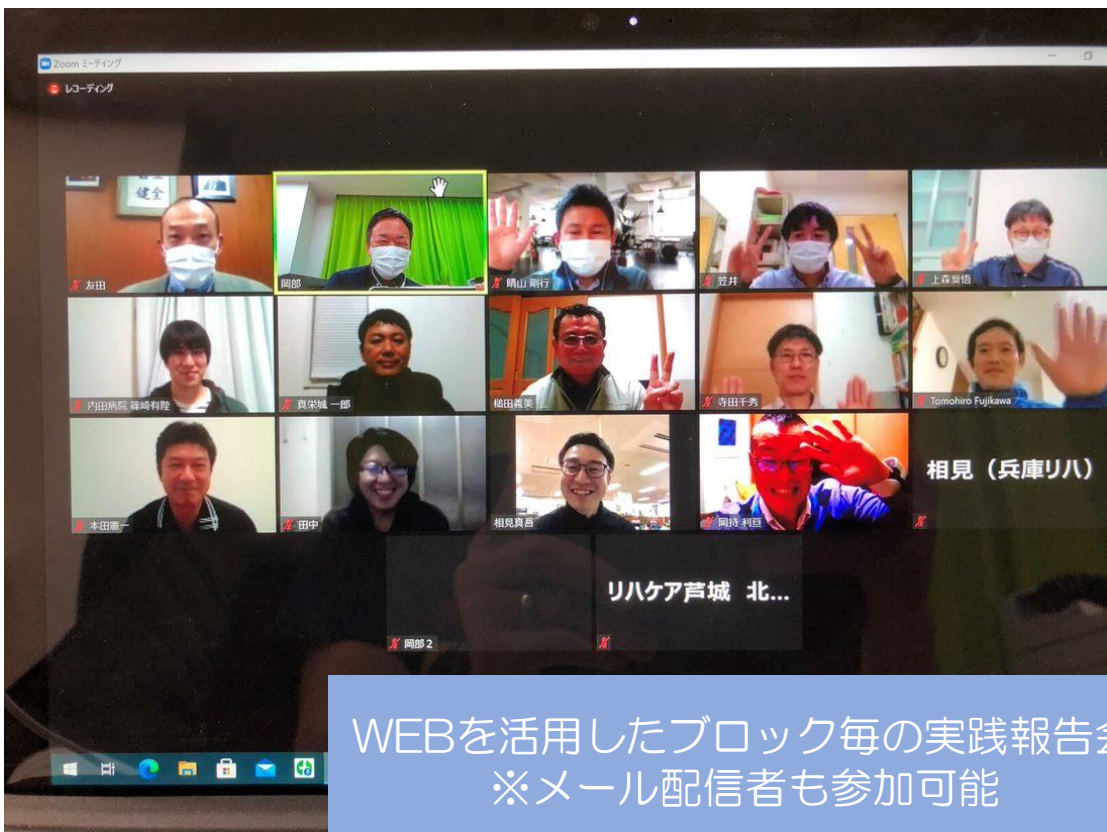 Zoom ミーティング
レコーディング
健全
友田
岡部
晴山 剛行
笠井
上森奨悟
内田病院 篠崎有陛
真栄城 一郎
槌田義美
寺田千秀
Tomohiro Fujikawa
本田憲一
田中
相見真吾
岡持 利亘
相見（兵庫リハ）
岡部 2
リハケア芦城 北...
WEBを活用したブロック毎の実践報告会
※メール配信者も参加可能